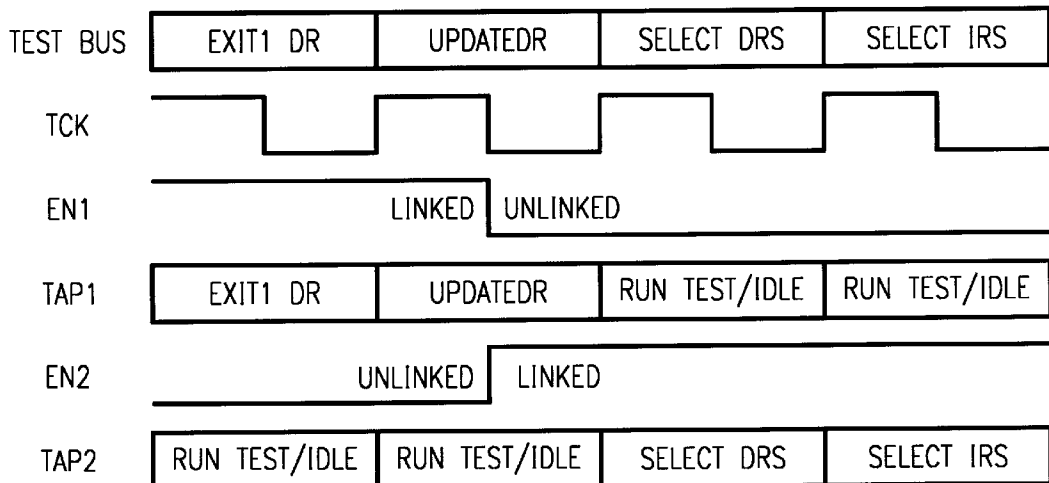 TEST BUS EXIT1 DR UPDATEDR SELECT DRS SELECT IRS
TCK
EN1 LINKED UNLINKED
TAP1 EXIT1 DR UPDATEDR RUN TEST/IDLE RUN TEST/IDLE
EN2 UNLINKED LINKED
TAP2 RUN TEST/IDLE RUN TEST/IDLE SELECT DRS SELECT IRS